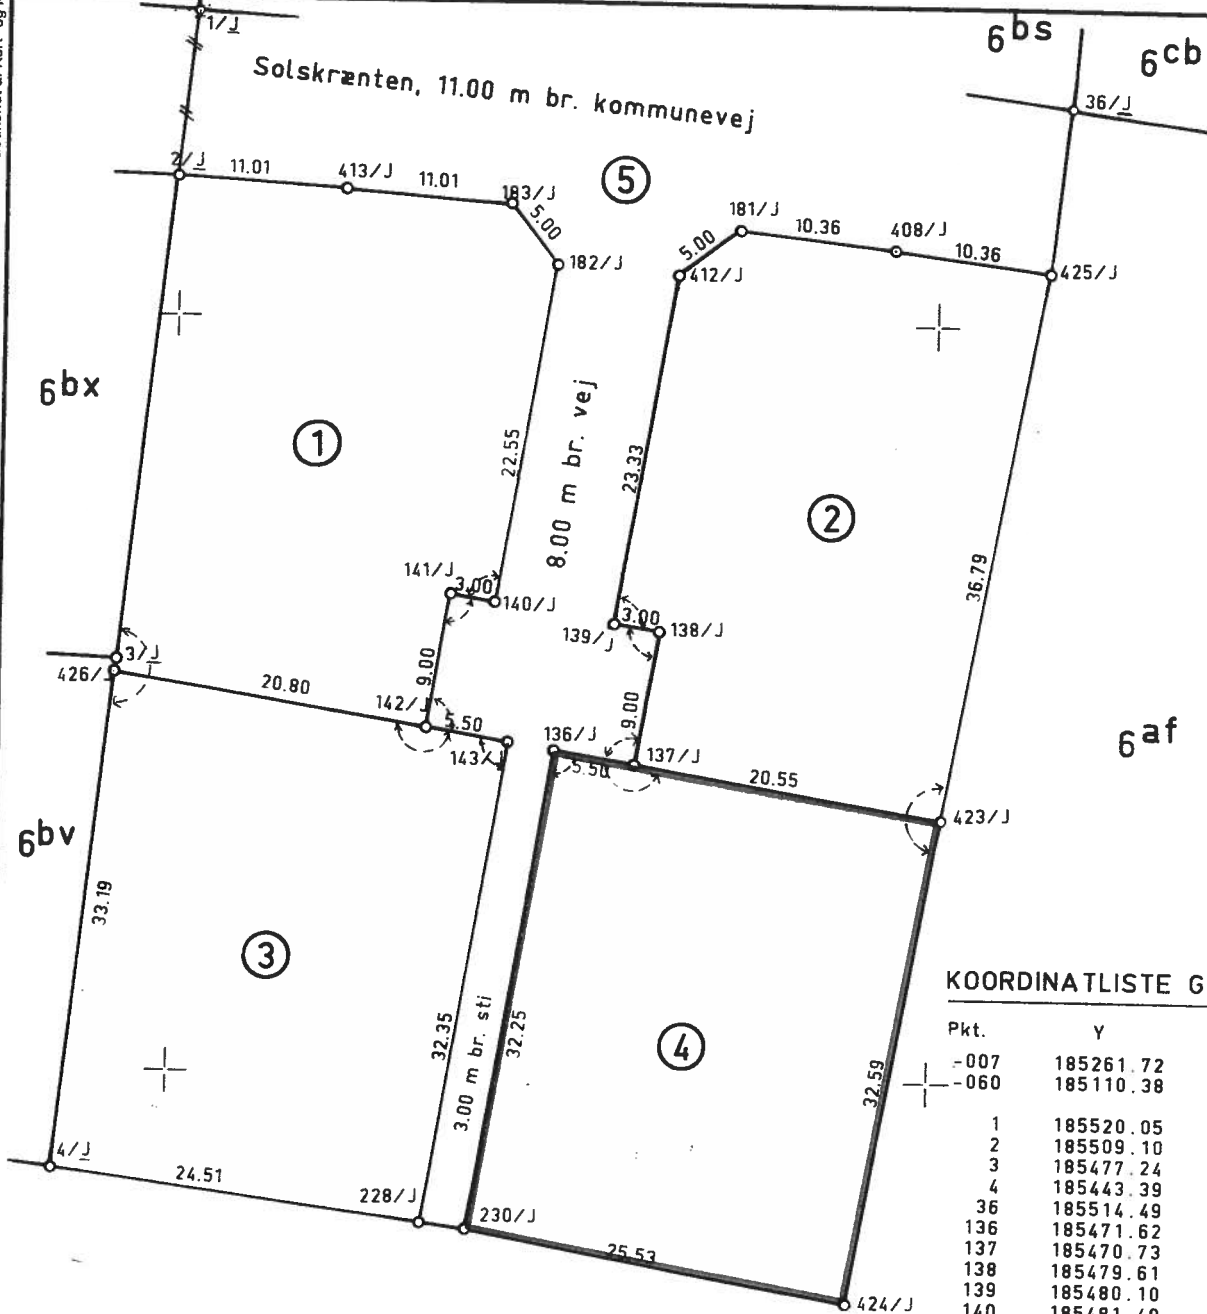 1/J
6bs
6cb
Solskrænten, 11.00 m br. kommunevej
36/J
2/J
11.01
413/J
11.01
183/J
5
5.00
182/J
181/J
10.36
408/J
10.36
5.00
412/J
425/J
6bx
1
22.55
8.00 m br. vej
23.33
2
36.79
141/J
3.00
140/J
139/J
3.00
138/J
3/J
426/J
20.80
9.00
142/J
5.50
143/J
136/J
5.50
9.00
137/J
20.55
423/J
6af
6bv
33.19
3
32.35
3.00 m br. sti
32.25
4
32.59
4/J
24.51
228/J
230/J
25.53
424/J
KOORDINATLISTE G
Pkt. Y
-007 185261.72
-060 185110.38
1 185520.05
2 185509.10
3 185477.24
4 185443.39
36 185514.49
136 185471.62
137 185470.73
138 185479.61
139 185480.10